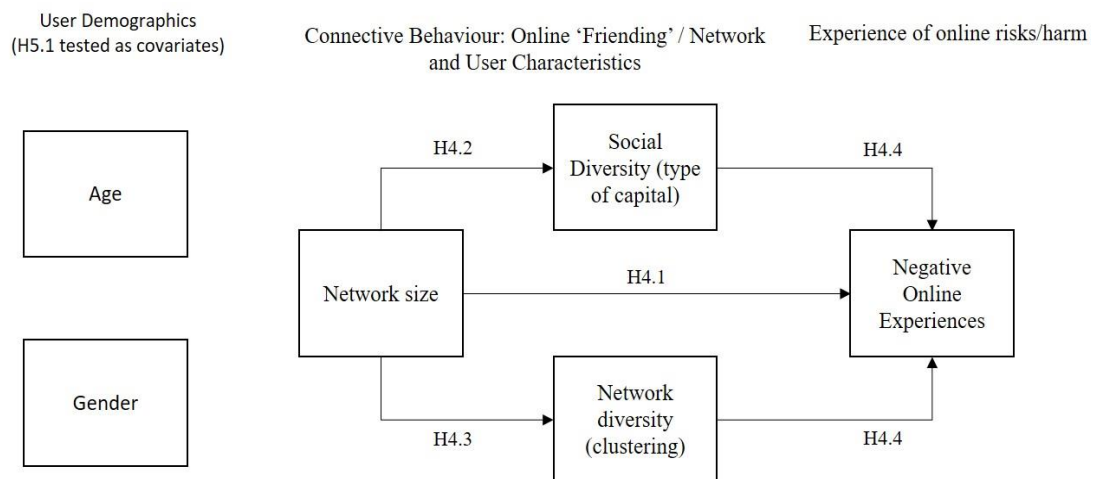 User Demographics
(H5.1 tested as covariates)
Connective Behaviour: Online ‘Friending’ / Network
and User Characteristics
Experience of online risks/harm
Age
Gender
Network size
H4.2
Social
Diversity (type
of capital)
H4.4
H4.1
Negative
Online
Experiences
H4.3
Network
diversity
(clustering)
H4.4